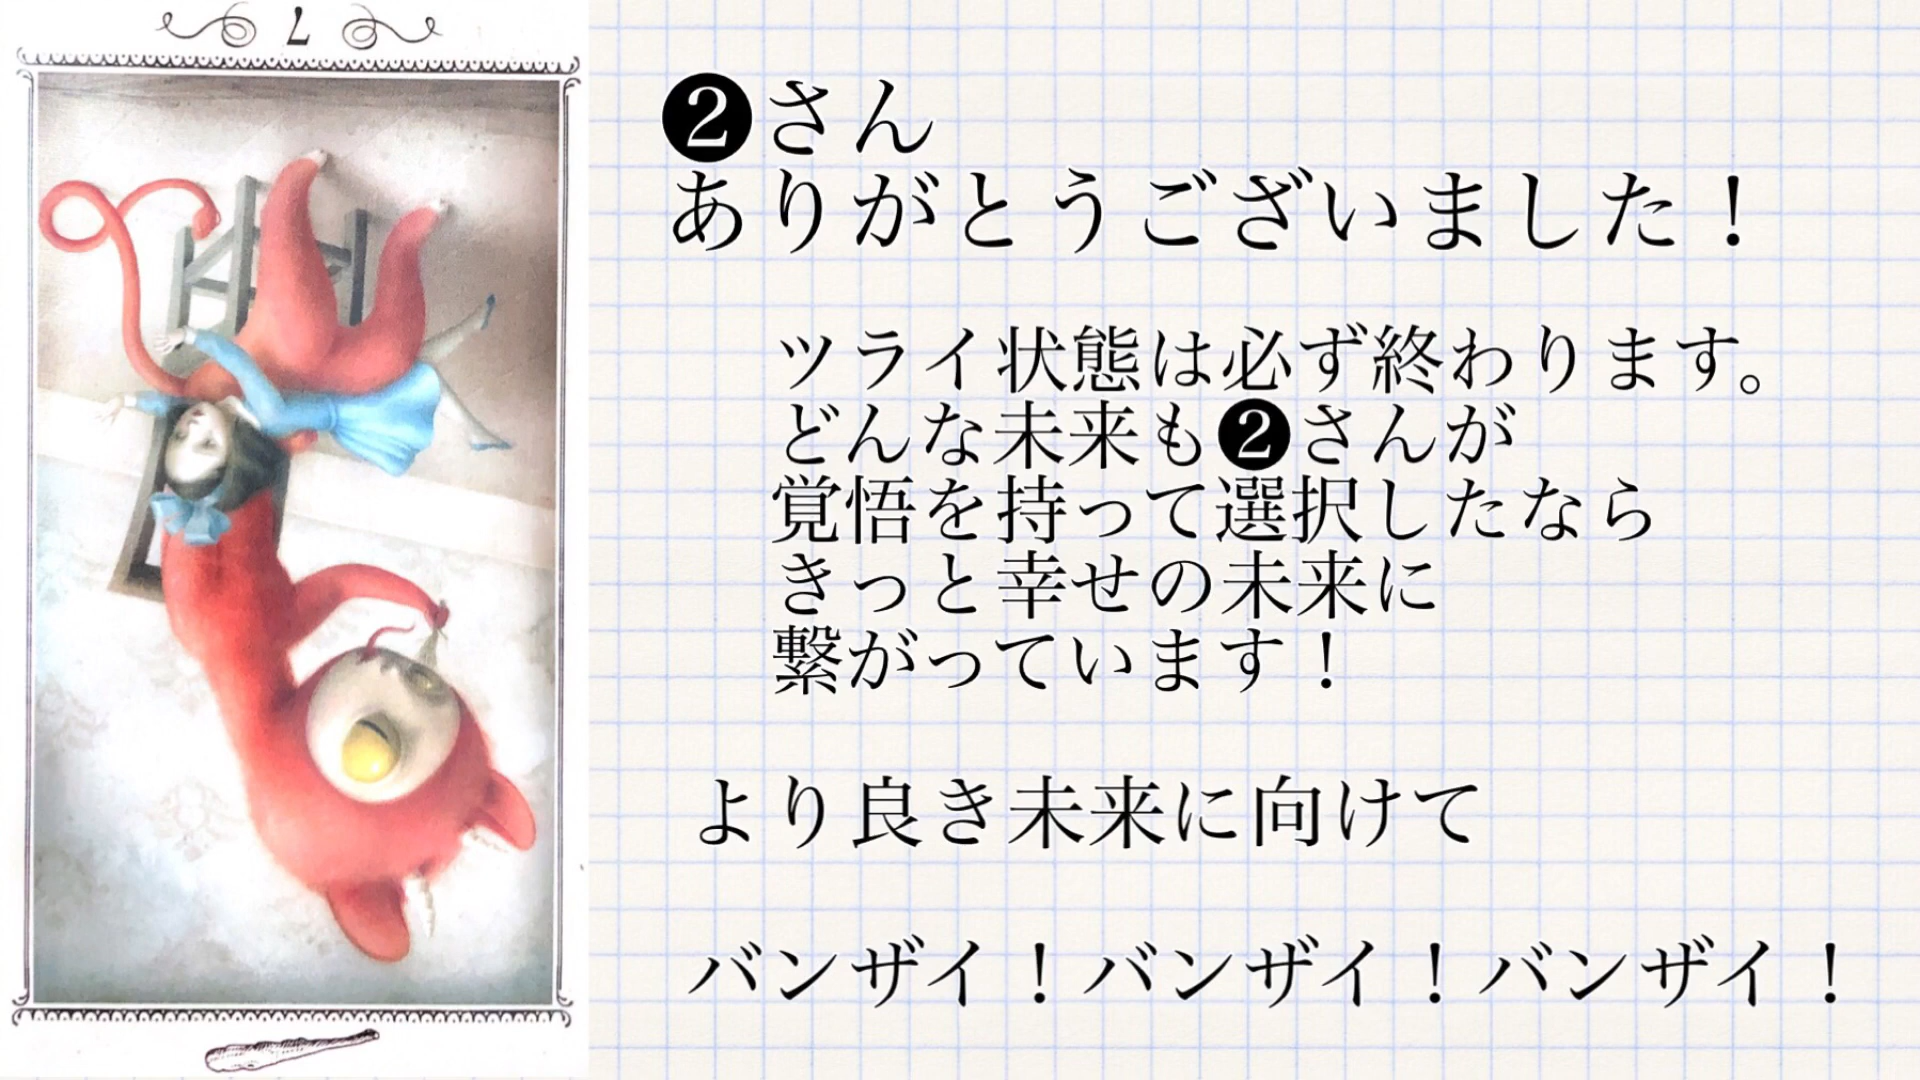 7
❷さん
ありがとうございました！
ツライ状態は必ず終わります。
どんな未来も❷さんが
覚悟を持って選択したなら
きっと幸せの未来に
繋がっています！
より良き未来に向けて
バンザイ！バンザイ！バンザイ！